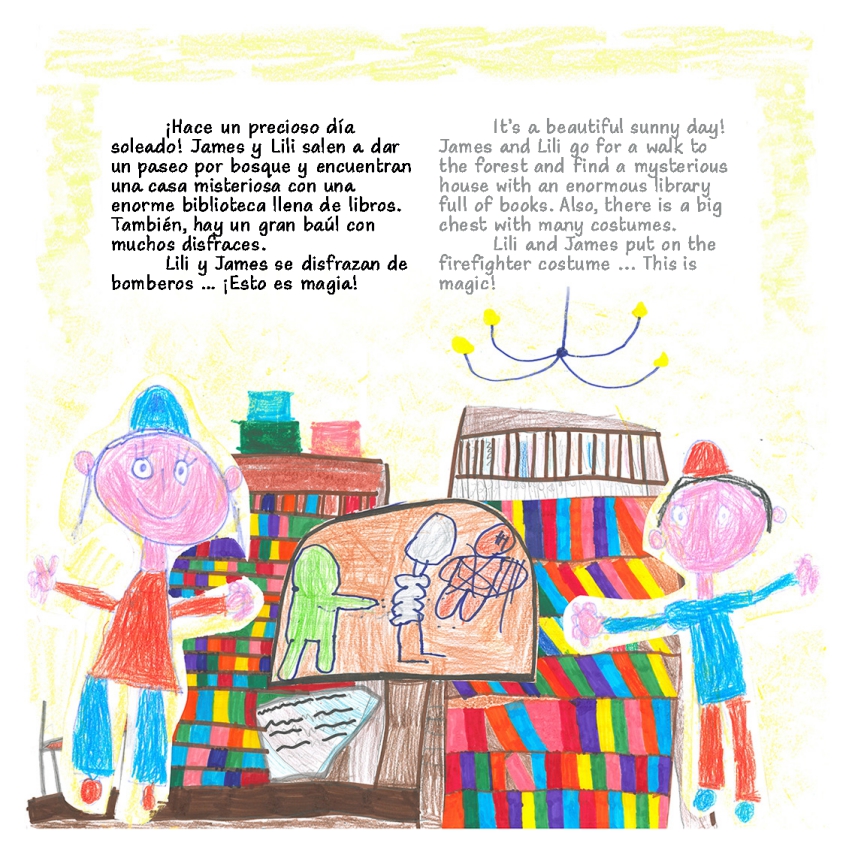 ¡Hace un precioso día
soleado! James y Lili salen a dar
un paseo por bosque y encuentran
una casa misteriosa con una
enorme biblioteca llena de libros.
También, hay un gran baúl con
muchos disfraces.
Lili y James se disfrazan de
bomberos ... ¡Esto es magia!
It's a beautiful sunny day!
James and Lili go for a walk to
the forest and find a mysterious
house with an enormous library
full of books. Also, there is a big
chest with many costumes.
Lili and James put on the
firefighter costume ... This is
magic!